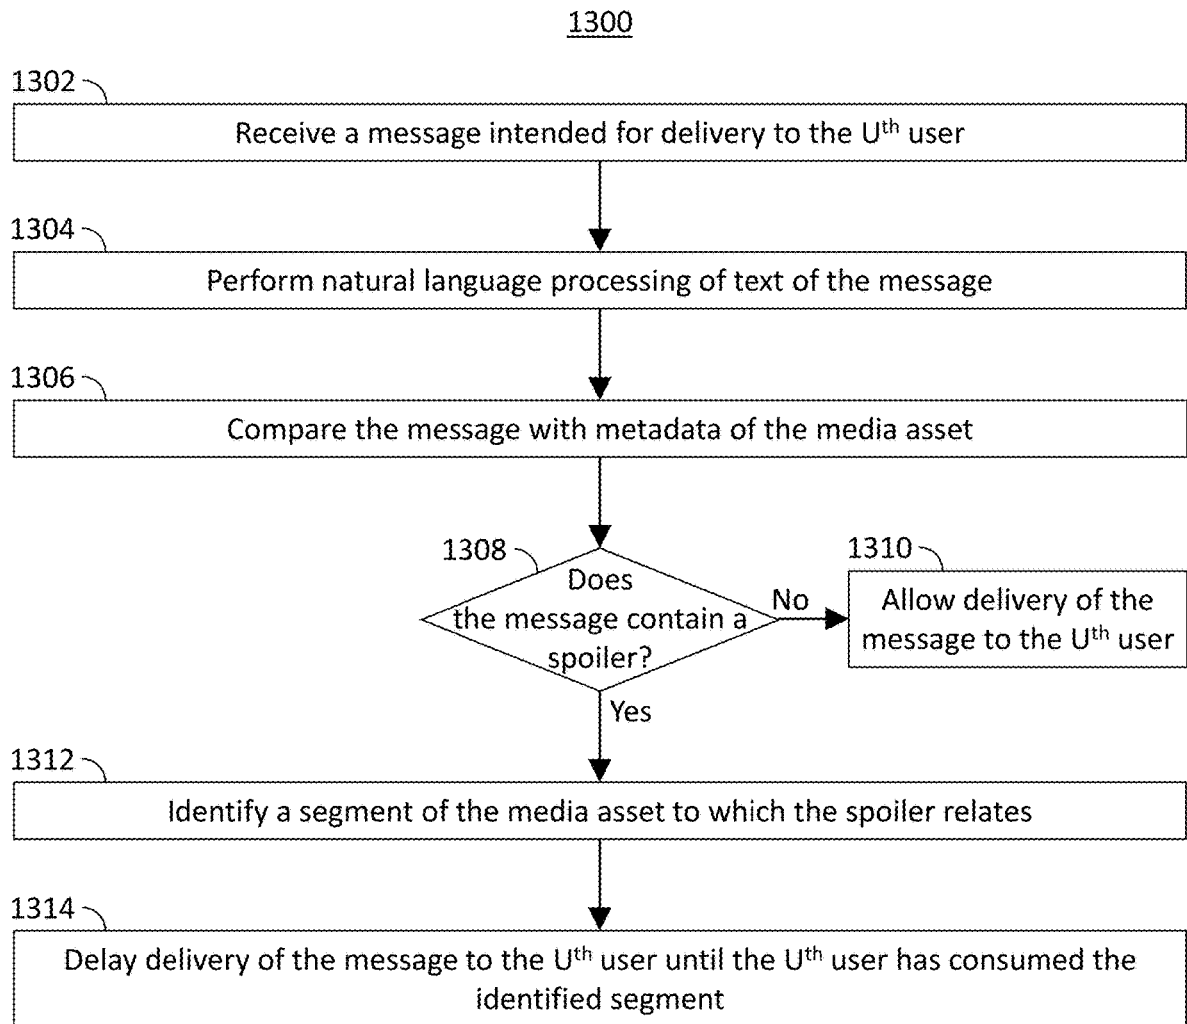 1300
1302
Receive a message intended for delivery to the Uth user
1304
Perform natural language processing of text of the message
1306
Compare the message with metadata of the media asset
1308
Does
the message contain a
spoiler?
No
1310
Allow delivery of the
message to the Uth user
Yes
1312
Identify a segment of the media asset to which the spoiler relates
1314
Delay delivery of the message to the Uth user until the Uth user has consumed the
identified segment